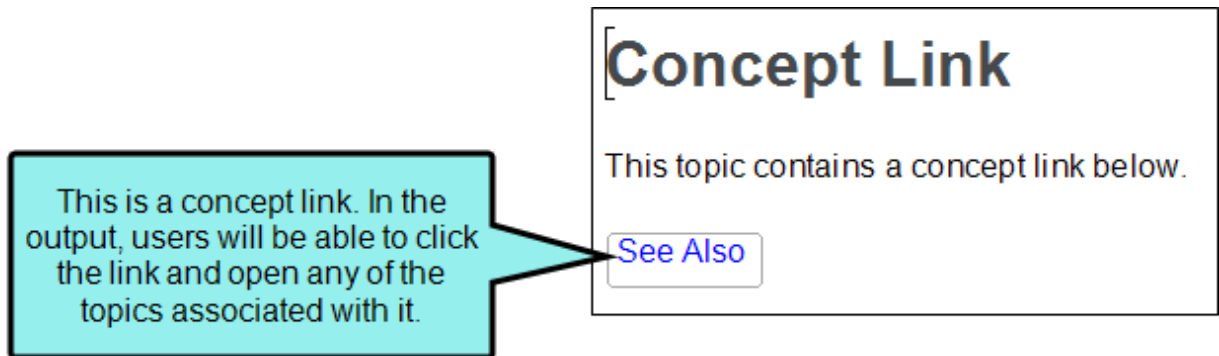 Concept Link
This topic contains a concept link below.
This is a concept link. In the
output, users will be able to click
the link and open any of the
topics associated with it.
See Also